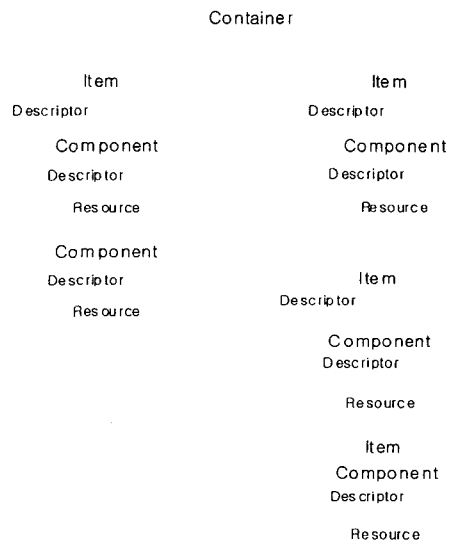 Container
Item
Descriptor
Component
Descriptor
Resource
Component
Descriptor
Resource
Item
Descriptor
Component
Descriptor
Resource
Item
Descriptor
Component
Descriptor
Resource
Item
Component
Descriptor
Resource